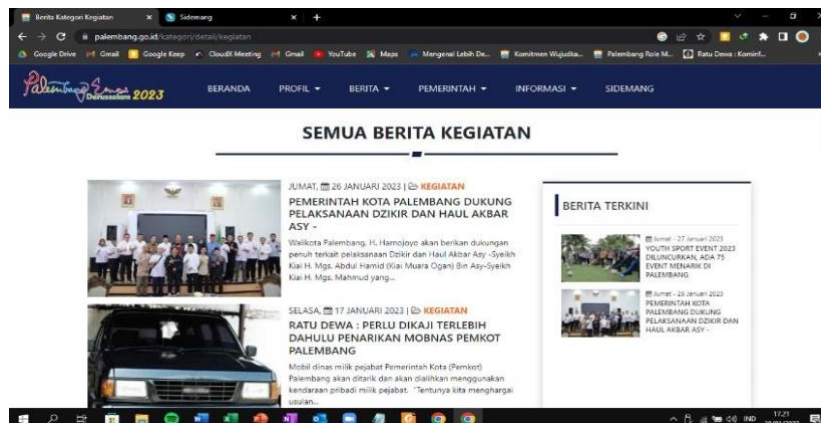 Berita Kategori Kegiatan
Sidemang
palembang.go.id/kategori/detail/kegiatan
Google Drive
Gmail
Google Keep
CloudX Meeting
Gmail
YouTube
Maps
Mengenal Lebih De...
Komitmen Wujudka...
Palembang Role M...
Ratu Dewa : Kominf...
Palembang Emas
Darussalam 2023
BERANDA
PROFIL
BERITA
PEMERINTAH
INFORMASI
SIDEMANG
SEMUA BERITA KEGIATAN
JUMAT, 26 JANUARI 2023 | KEGIATAN
PEMERINTAH KOTA PALEMBANG DUKUNG
PELAKSANAAN DZIKIR DAN HAUL AKBAR
ASY -
Walikota Palembang, H. Harnojoyo akan berikan dukungan
penuh terkait pelaksanaan Dzikir dan Haul Akbar Asy -Syeikh
Kiai H. Mgs. Abdul Hamid (Kiai Muara Ogan) Bin Asy-Syeikh
Kiai H. Mgs. Mahmud yang...
SELASA, 17 JANUARI 2023 | KEGIATAN
RATU DEWA : PERLU DIKAJI TERLEBIH
DAHULU PENARIKAN MOBNAS PEMKOT
PALEMBANG
Mobil dinas milik pejabat Pemerintah Kota (Pemkot)
Palembang akan ditarik dan akan dialihkan menggunakan
kendaraan pribadi milik pejabat. "Tentunya kita menghargai
usulan...
BERITA TERKINI
Jumat - 27 Januari 2023
YOUTH SPORT EVENT 2023
DILUNCURKAN, ADA 75
EVENT MENARIK DI
PALEMBANG
Jumat - 26 Januari 2023
PEMERINTAH KOTA
PALEMBANG DUKUNG
PELAKSANAAN DZIKIR DAN
HAUL AKBAR ASY -
IND
17.21